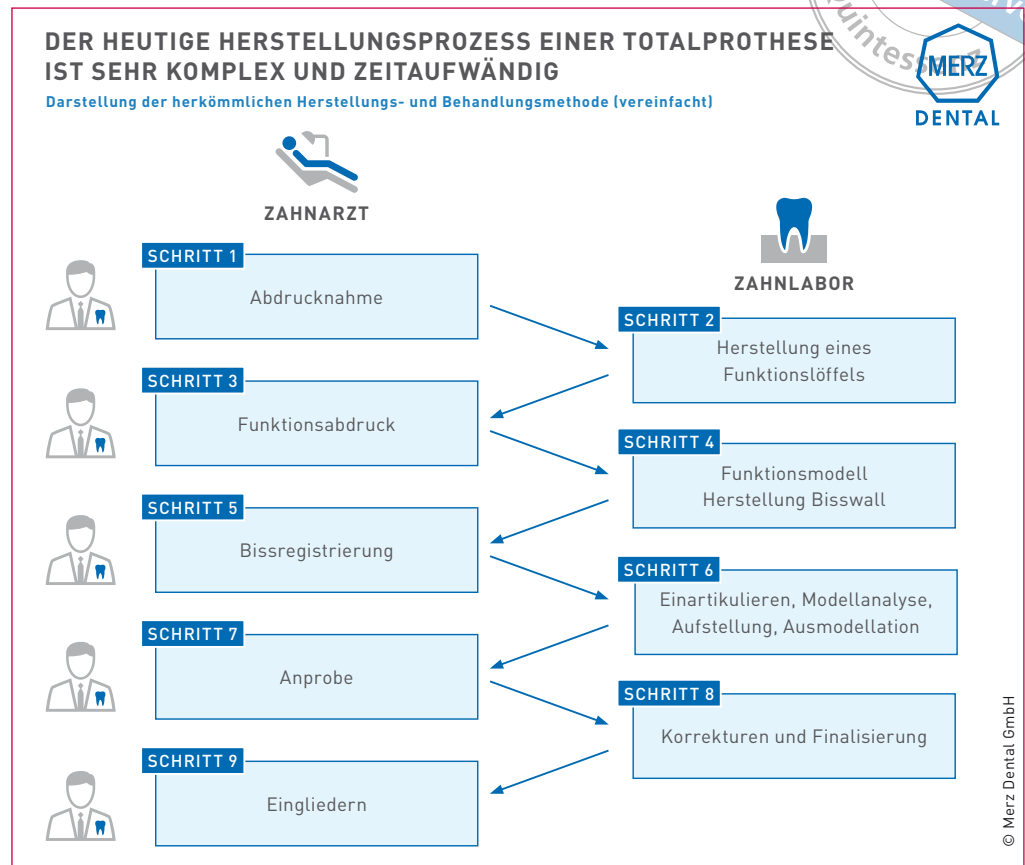 DER HEUTIGE HERSTELLUNGSPROZESS EINER TOTALPROTHESE
IST SEHR KOMPLEX UND ZEITAUFWÄNDIG
Darstellung der herkömmlichen Herstellungs- und Behandlungsmethode (vereinfacht)
MERZ
DENTAL
ZAHNARZT
ZAHNLABOR
SCHRITT 1
Abdrucknahme
SCHRITT 2
Herstellung eines
Funktionslöffels
SCHRITT 3
Funktionsabdruck
SCHRITT 4
Funktionsmodell
Herstellung Bisswall
SCHRITT 5
Bissregistrierung
SCHRITT 6
Einartikulieren, Modellanalyse,
Aufstellung, Ausmodellation
SCHRITT 7
Anprobe
SCHRITT 8
Korrekturen und Finalisierung
SCHRITT 9
Eingliedern
© Merz Dental GmbH